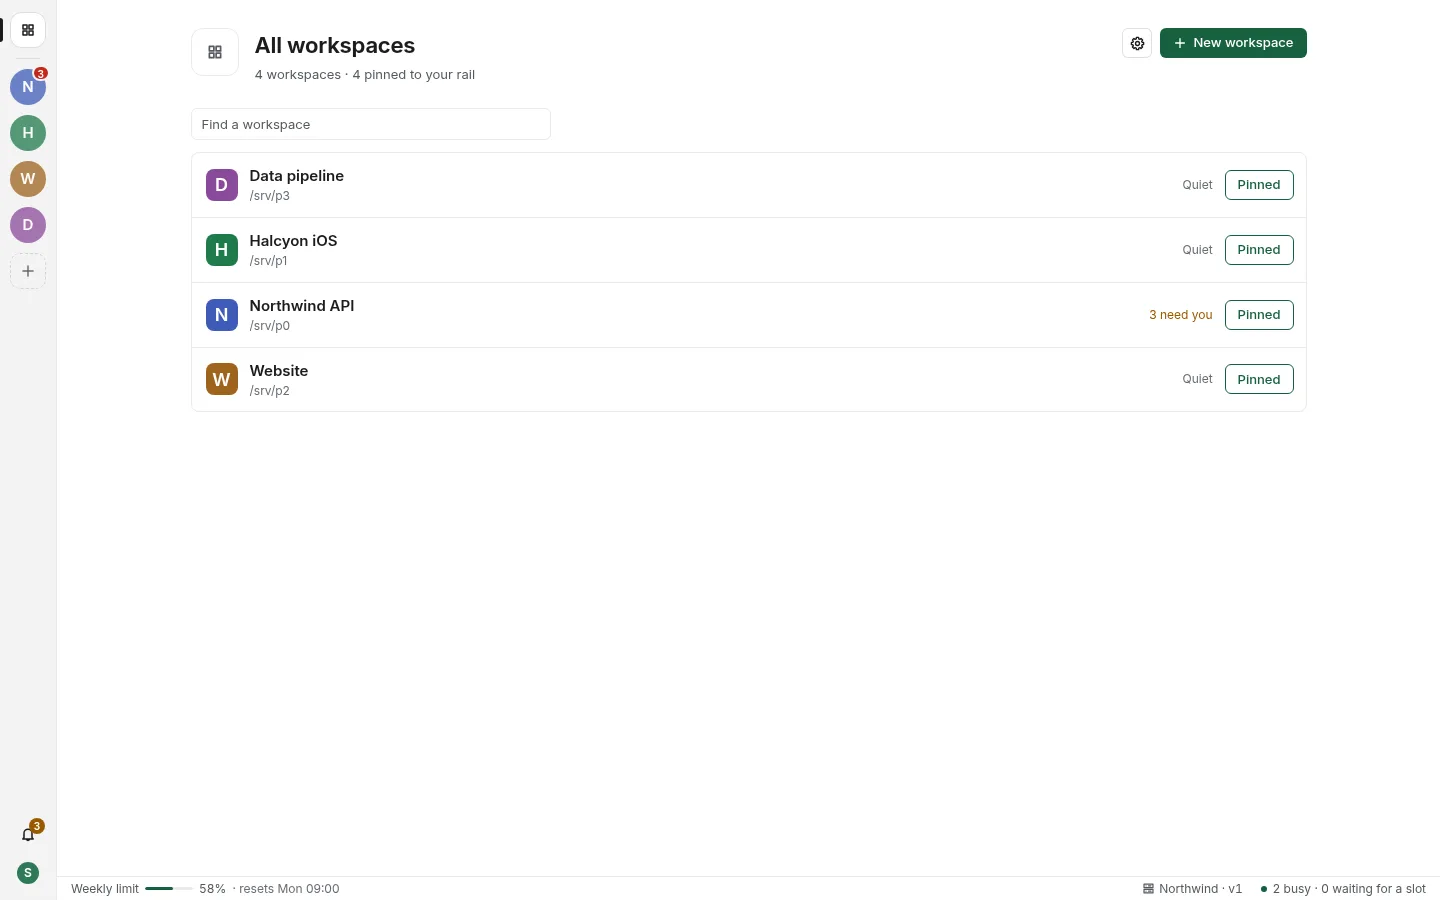 All workspaces
4 workspaces · 4 pinned to your rail
New workspace
Find a workspace
N
3
H
W
D
D
Data pipeline
/srv/p3
Quiet
Pinned
H
Halcyon iOS
/srv/p1
Quiet
Pinned
N
Northwind API
/srv/p0
3 need you
Pinned
W
Website
/srv/p2
Quiet
Pinned
3
S
Weekly limit 58% · resets Mon 09:00
Northwind · v1
2 busy · 0 waiting for a slot